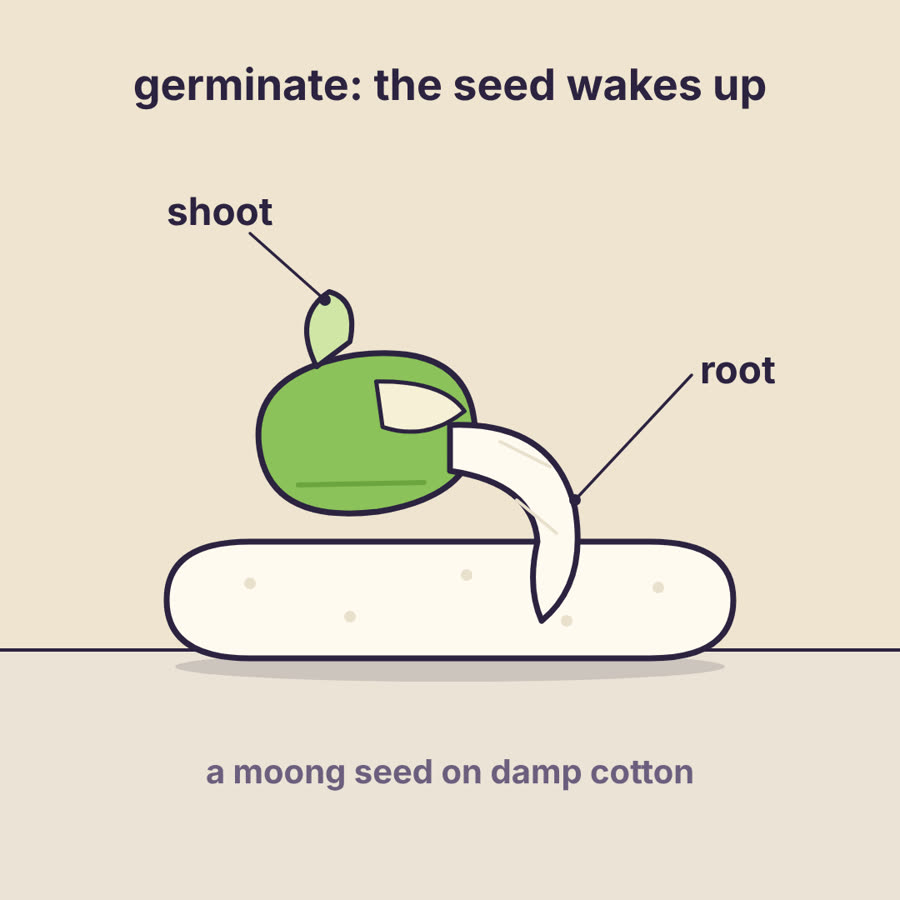 germinate: the seed wakes up
shoot
root
a moong seed on damp cotton